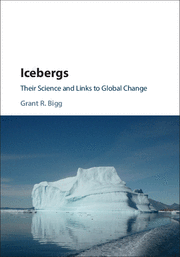 Icebergs
Their Science and Links to Global Change
Grant R. Bigg